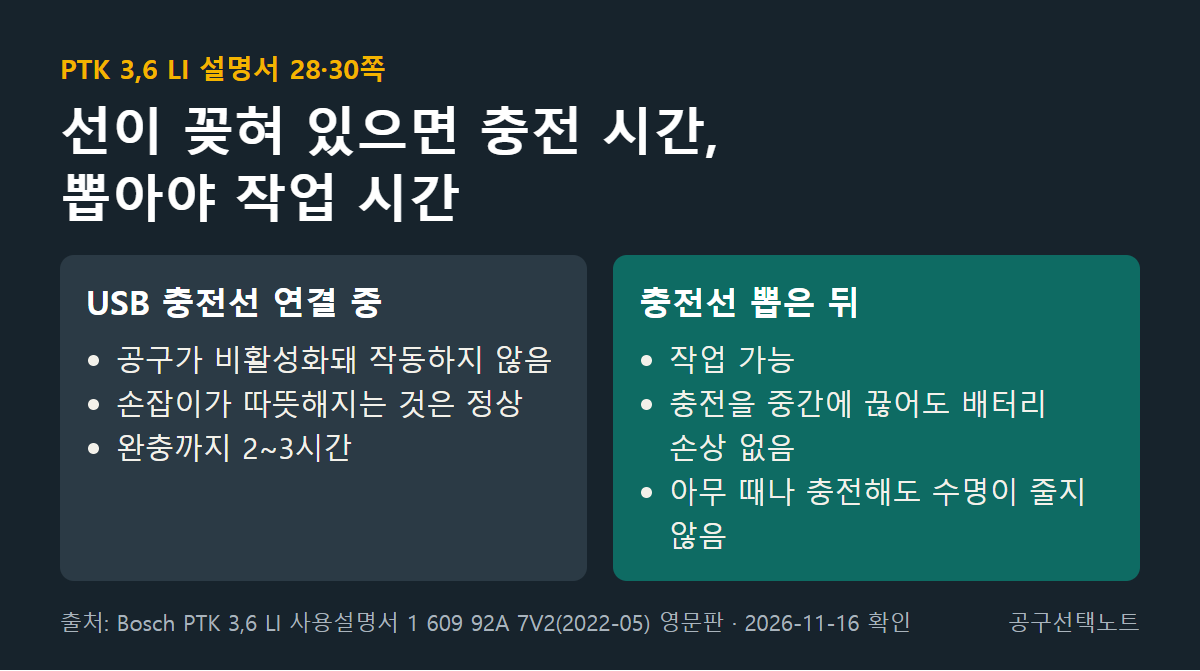 PTK 3,6 LI 설명서 28·30쪽
선이 꽂혀 있으면 충전 시간,
뽑아야 작업 시간
USB 충전선 연결 중
• 공구가 비활성화돼 작동하지 않음
• 손잡이가 따뜻해지는 것은 정상
• 완충까지 2~3시간
충전선 뽑은 뒤
• 작업 가능
• 충전을 중간에 끊어도 배터리
손상 없음
• 아무 때나 충전해도 수명이 줄지
않음
출처: Bosch PTK 3,6 LI 사용설명서 1 609 92A 7V2(2022-05) 영문판 · 2026-11-16 확인
공구선택노트